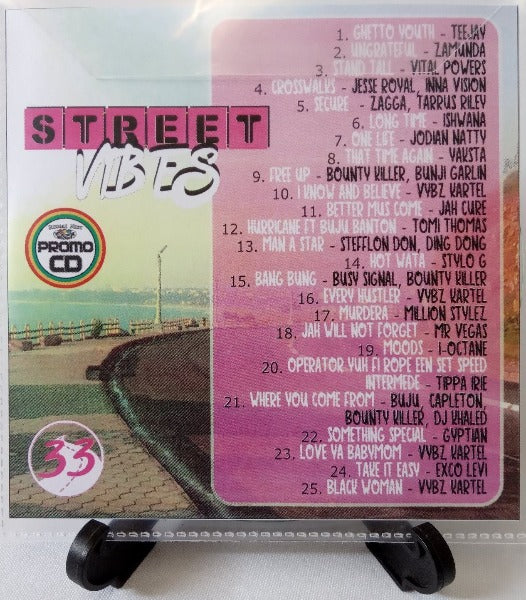 STREET
VIBES
PROMO
CD
33
1. GHETTO YOUTH - TEEJAY
2. UNGRATEFUL - ZAMUNDA
3. STAND TALL - VITAL POWERS
4. CROSSWALKS - JESSE ROYAL, INNA VISION
5. SECURE - ZAGGA, TARRUS RILEY
6. LONG TIME - ISHWANA
7. ONE LIFE - JODIAN NATTY
8. THAT TIME AGAIN - YAKSTA
9. FREE UP - BOUNTY KILLER, BUNJI GARLIN
10. I KNOW AND BELIEVE - VYBZ KARTEL
11. BETTER MUS COME - JAH CURE
12. HURRICANE FT BUJU BANTON - TOMI THOMAS
13. MAN A STAR - STEFFLON DON, DING DONG
14. HOT WATA - STYLO G
15. BANG BUNG - BUSY SIGNAL, BOUNTY KILLER
16. EVERY HUSTLER - VYBZ KARTEL
17. MURDERA - MILLION STYLEZ
18. JAH WILL NOT FORGET - MR VEGAS
19. MOODS - I-OCTANE
20. OPERATOR YUH FI ROPE EEN SET SPEED
INTERMEDE - TIPPA IRIE
21. WHERE YOU COME FROM - BUJU, CAPLETON,
BOUNTY KILLER, DJ KHALED
22. SOMETHING SPECIAL - GYPTIAN
23. LOVE YA BABYMOM - VYBZ KARTEL
24. TAKE IT EASY - EXCO LEVI
25. BLACK WOMAN - VYBZ KARTEL